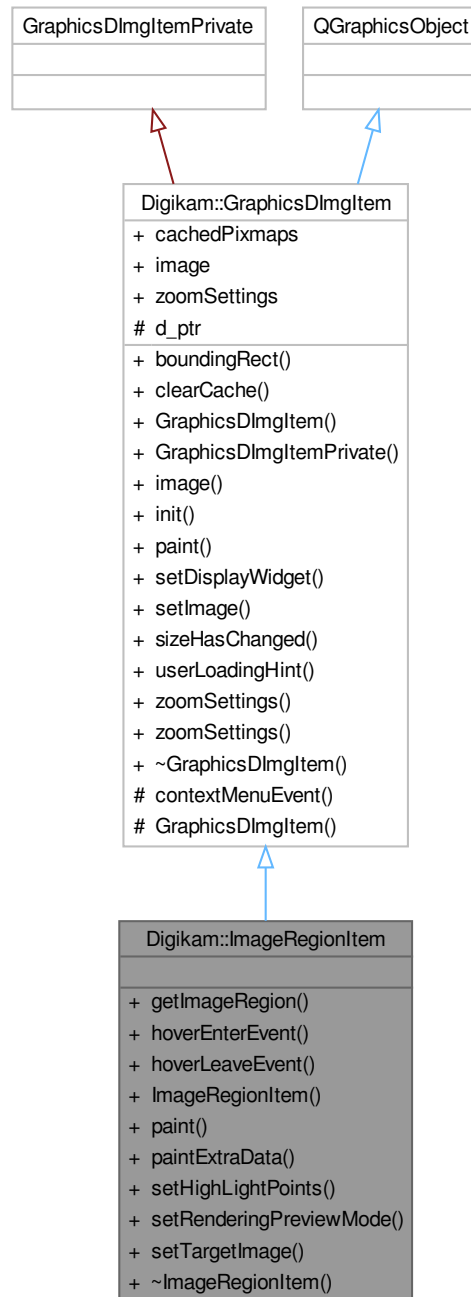 GraphicsDImgItemPrivate
QGraphicsObject
Digikam::GraphicsDImgItem
+ cachedPixmaps
+ image
+ zoomSettings
# d_ptr
+ boundingRect()
+ clearCache()
+ GraphicsDImgItem()
+ GraphicsDImgItemPrivate()
+ image()
+ init()
+ paint()
+ setDisplayWidget()
+ setImage()
+ sizeHasChanged()
+ userLoadingHint()
+ zoomSettings()
+ zoomSettings()
+ ~GraphicsDImgItem()
# contextMenuEvent()
# GraphicsDImgItem()
Digikam::ImageRegionItem
+ getImageRegion()
+ hoverEnterEvent()
+ hoverLeaveEvent()
+ ImageRegionItem()
+ paint()
+ paintExtraData()
+ setHighLightPoints()
+ setRenderingPreviewMode()
+ setTargetImage()
+ ~ImageRegionItem()